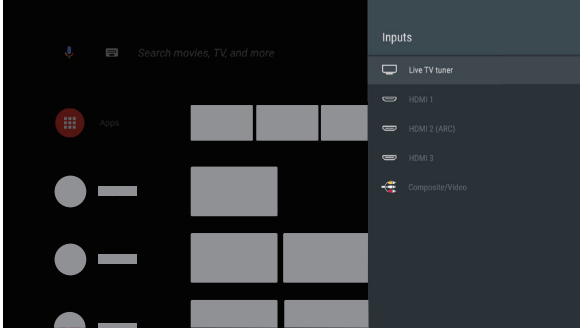 Search movies, TV, and more
Apps
Inputs
Live TV tuner
HDMI 1
HDMI 2 (ARC)
HDMI 3
Composite/Video